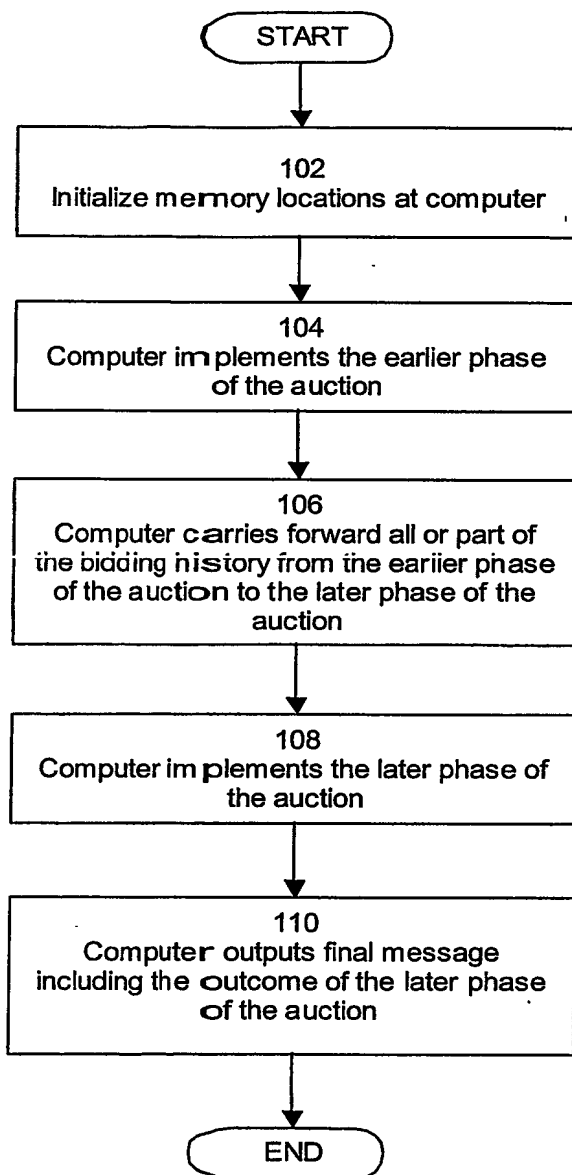 START
102
Initialize memory locations at computer
104
Computer implements the earlier phase
of the auction
106
Computer carries forward all or part of
the bidding history from the earlier phase
of the auction to the later phase of the
auction
108
Computer implements the later phase of
the auction
110
Computer outputs final message
including the outcome of the later phase
of the auction
END